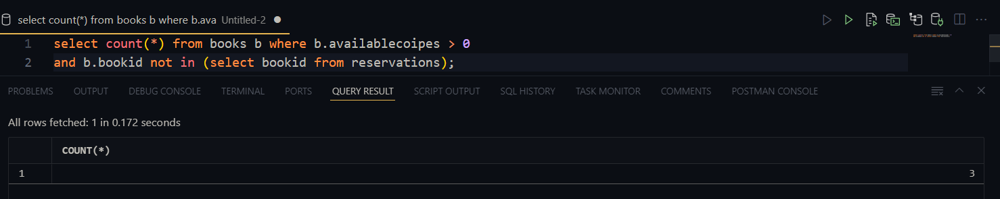 select count(*) from books b where b.ava Untitled-2
1 select count(*) from books b where b.availablecoipes > 0
2 and b.bookid not in (select bookid from reservations);
PROBLEMS OUTPUT DEBUG CONSOLE TERMINAL PORTS QUERY RESULT SCRIPT OUTPUT SQL HISTORY TASK MONITOR COMMENTS POSTMAN CONSOLE
All rows fetched: 1 in 0.172 seconds
COUNT(*)
1 3